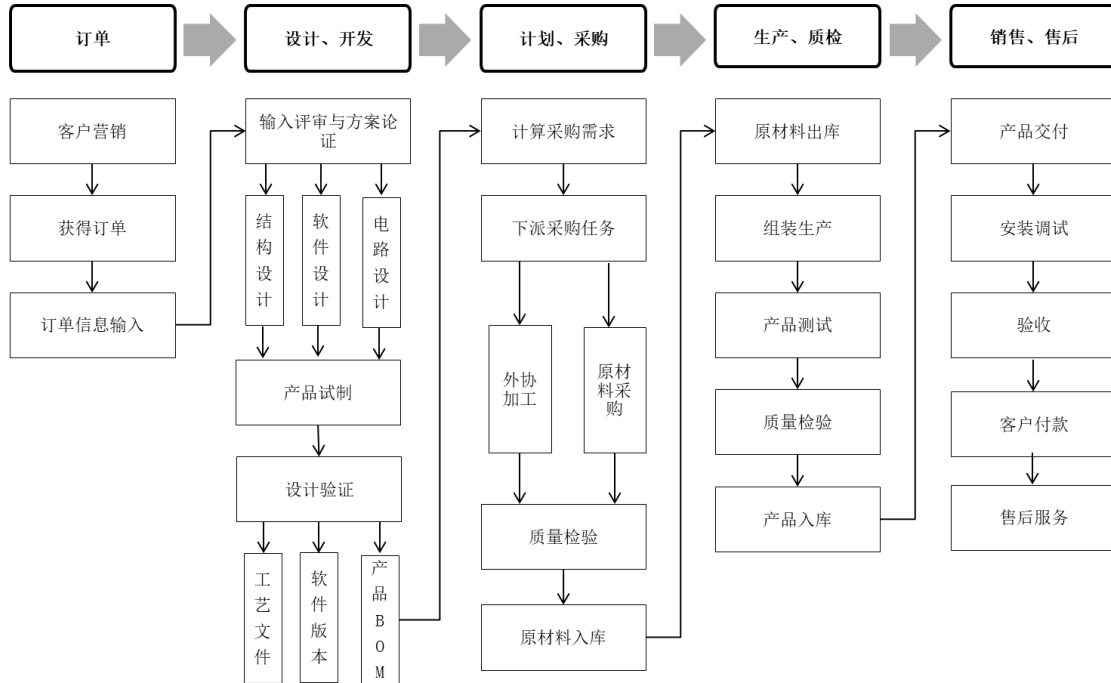 订单
设计、开发
计划、采购
生产、质检
销售、售后
客户营销
获得订单
订单信息输入
输入评审与方案论
证
结构设计
软件设计
电路设计
产品试制
设计验证
工艺文件
软件版本
产品BOM
计算采购需求
下派采购任务
外协
加工
原材
料采
购
质量检验
原材料入库
原材料出库
组装生产
产品测试
质量检验
产品入库
产品交付
安装调试
验收
客户付款
售后服务